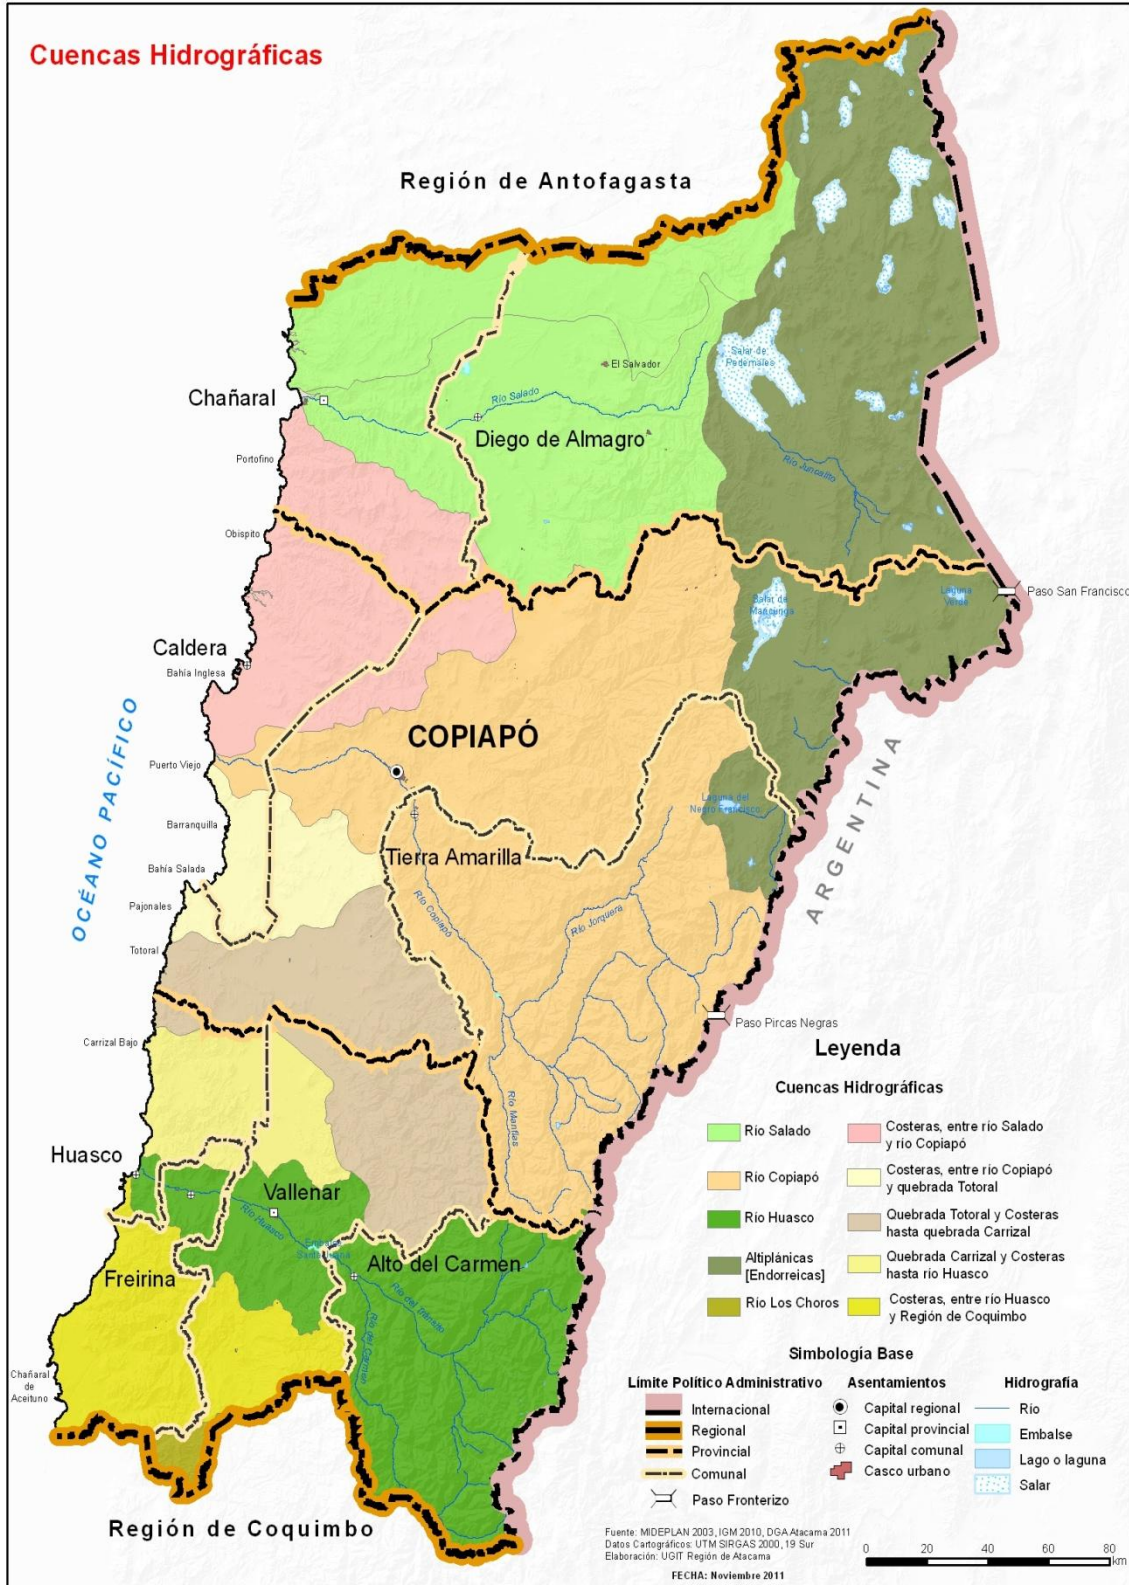 Cuencas Hidrográficas
Región de Antofagasta
Salar de
Pedernales
El Salvador
Chañaral
Río Salado
Diego de Almagro
Portofino
Río Juncalito
Obispito
Salar de
Maricunga
Laguna
Verde
Paso San Francisco
Caldera
Bahía Inglesa
OCÉANO PACÍFICO
COPIAPÓ
Puerto Viejo
Laguna del
Negro Francisco
ARGENTINA
Barranquilla
Tierra Amarilla
Bahía Salada
Pajonales
Río Copiapó
Río Jorquera
Totoral
Paso Pircas Negras
Carrizal Bajo
Río Manflas
Huasco
Vallenar
Río Huasco
Embalse
Santa Juana
Alto del Carmen
Freirina
Río del Tránsito
Río del Carmen
Chañaral
de
Aceituno
Región de Coquimbo
Leyenda
Cuencas Hidrográficas
Río Salado
Costeras, entre río Salado
y río Copiapó
Río Copiapó
Costeras, entre río Copiapó
y quebrada Totoral
Río Huasco
Quebrada Totoral y Costeras
hasta quebrada Carrizal
Altiplánicas
[Endorreicas]
Quebrada Carrizal y Costeras
hasta río Huasco
Río Los Choros
Costeras, entre río Huasco
y Región de Coquimbo
Simbología Base
Límite Político Administrativo
Internacional
Regional
Provincial
Comunal
Paso Fronterizo
Asentamientos
Capital regional
Capital provincial
Capital comunal
Casco urbano
Hidrografía
Río
Embalse
Lago o laguna
Salar
Fuente: MIDEPLAN 2003, IGM 2010, DGA Atacama 2011
Datos Cartográficos: UTM SIRGAS 2000, 19 Sur
Elaboración: UGIT Región de Atacama
FECHA: Noviembre 2011
0 20 40 60 80
km